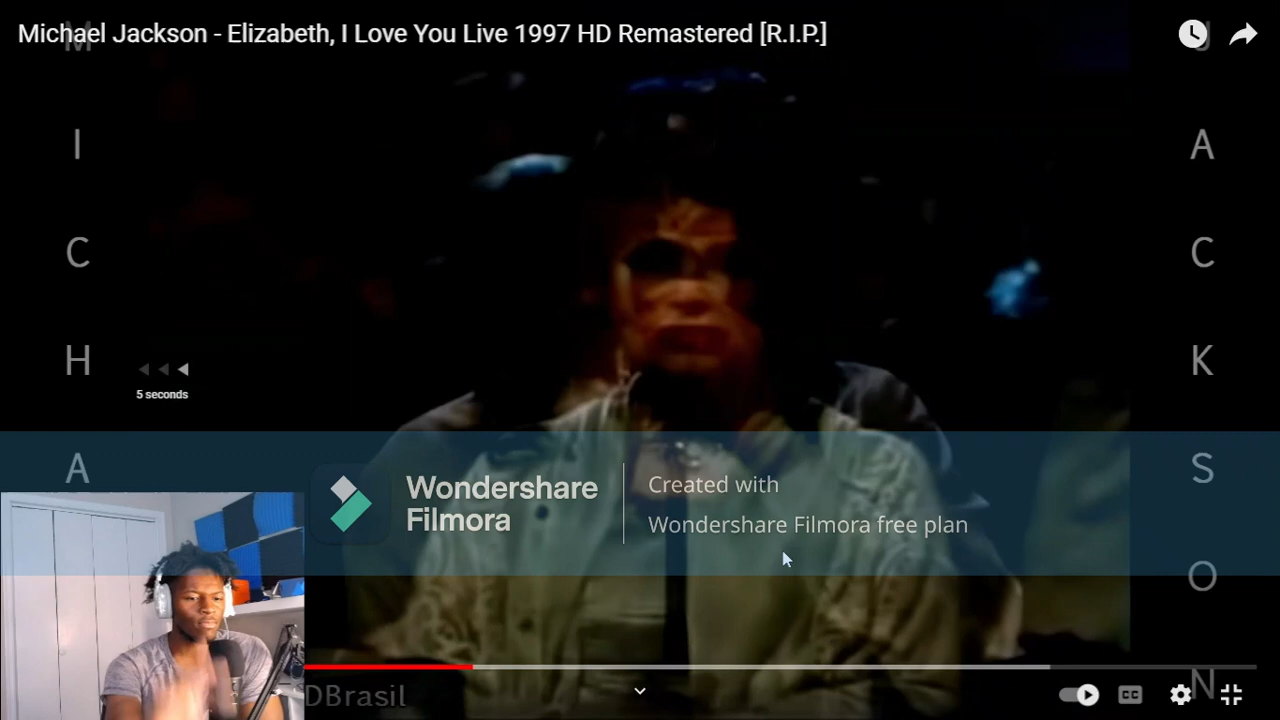 Michael Jackson - Elizabeth, I Love You Live 1997 HD Remastered [R.I.P.]
M
I
C
H
A
J
A
C
K
S
O
N
5 seconds
Wondershare
Filmora
Created with
Wondershare Filmora free plan
DBrasil
CC